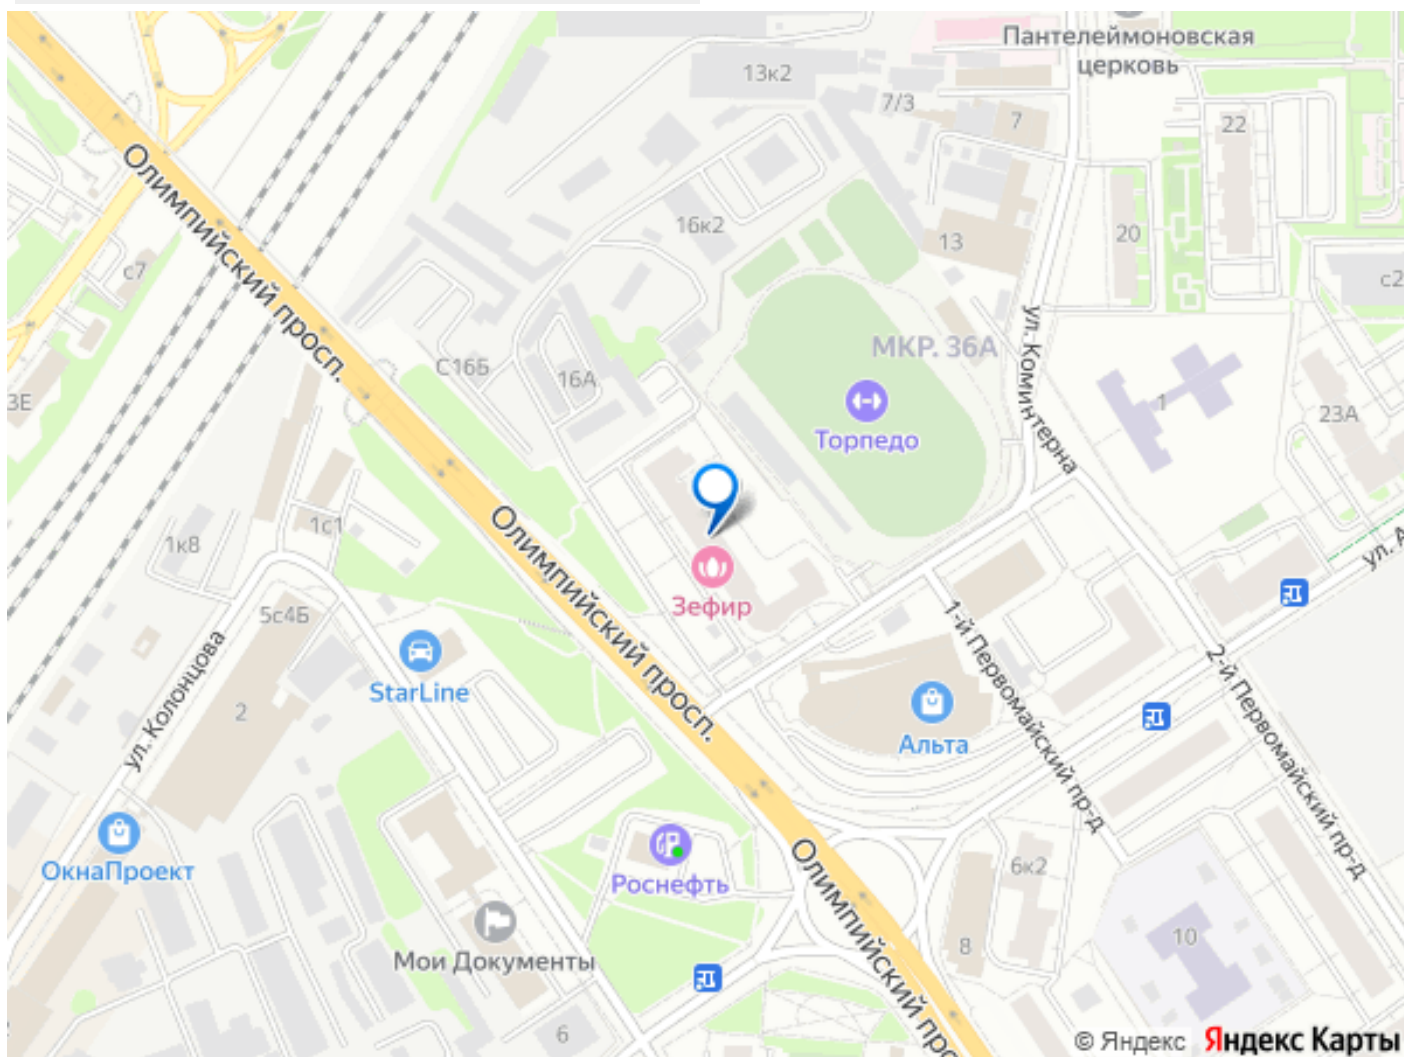 Пантелеймоновская
церковь
13к2
7/3
7
22
Олимпийский просп.
16к2
20
13
с7
с2
ул. Коминтерна
МКР. 36А
С16Б
16А
1
3Е
23А
Торпедо
Олимпийский просп.
1с1
1к8
ул. А
Зефир
5с4Б
1-й Первомайский пр-д
2-й Первомайский пр-д
ул. Колонцова
StarLine
2
Альта
ОкнаПроект
Роснефть
Олимпийский про
6к2
Мои Документы
8
10
6
© Яндекс Яндекс Карты